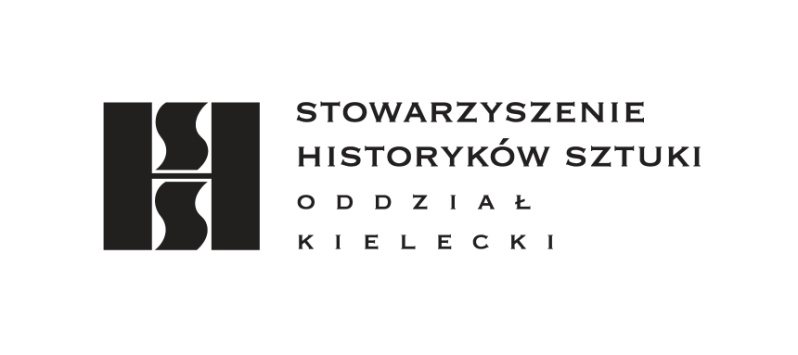 STOWARZYSZENIE
HISTORYKÓW SZTUKI
ODDZIAŁ
KIELECKI